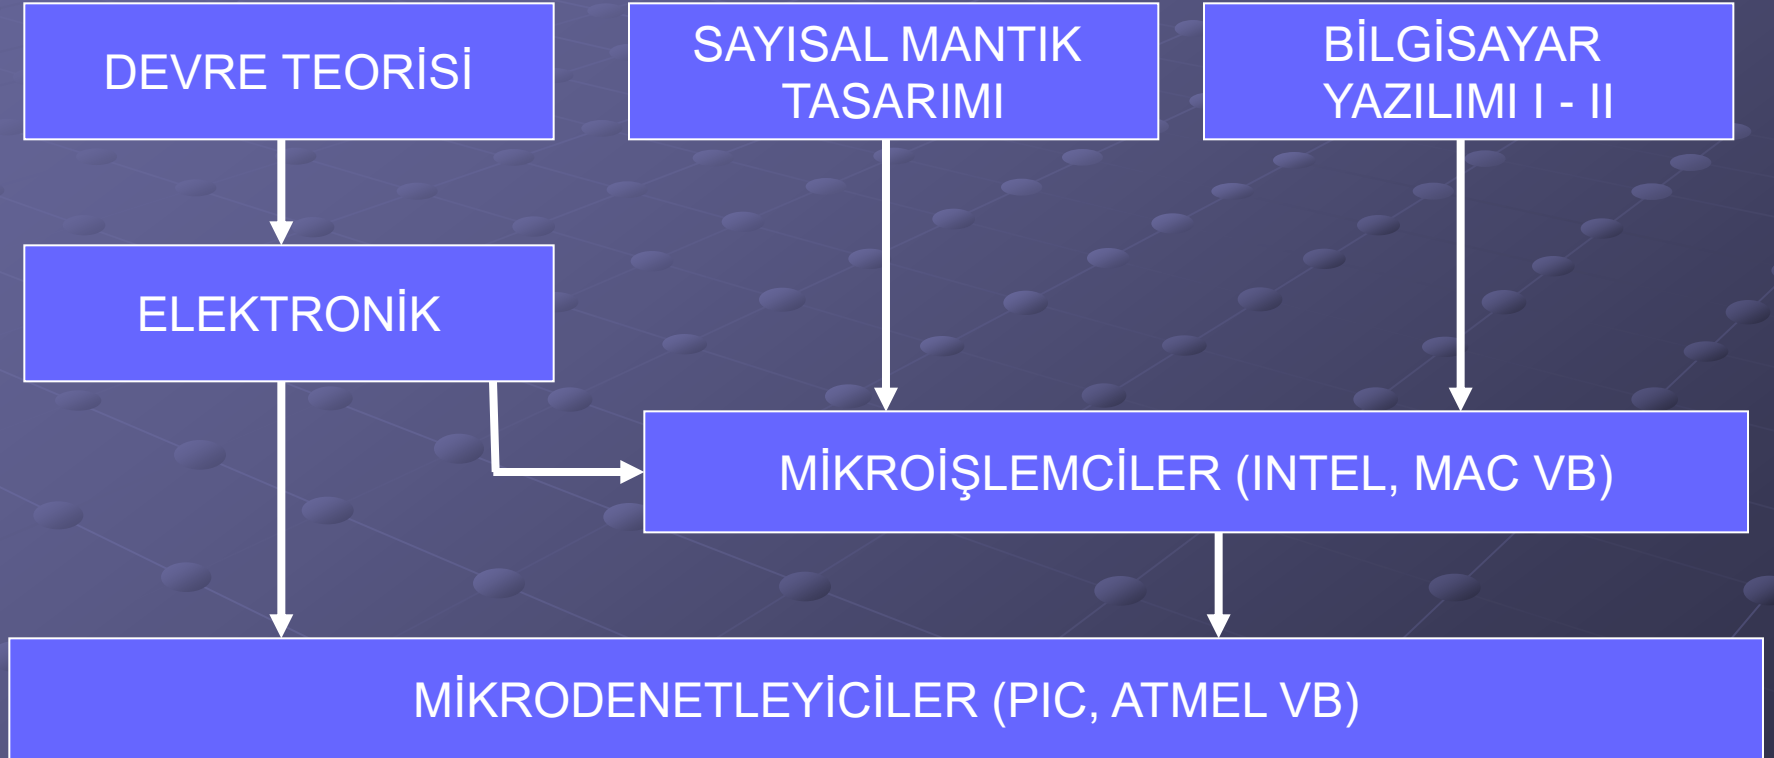 DEVRE TEORİSİ
SAYISAL MANTIK
TASARIMI
BİLGİSAYAR
YAZILIMI I - II
ELEKTRONİK
MİKROİŞLEMCİLER (INTEL, MAC VB)
MİKRODENETLEYİCİLER (PIC, ATMEL VB)